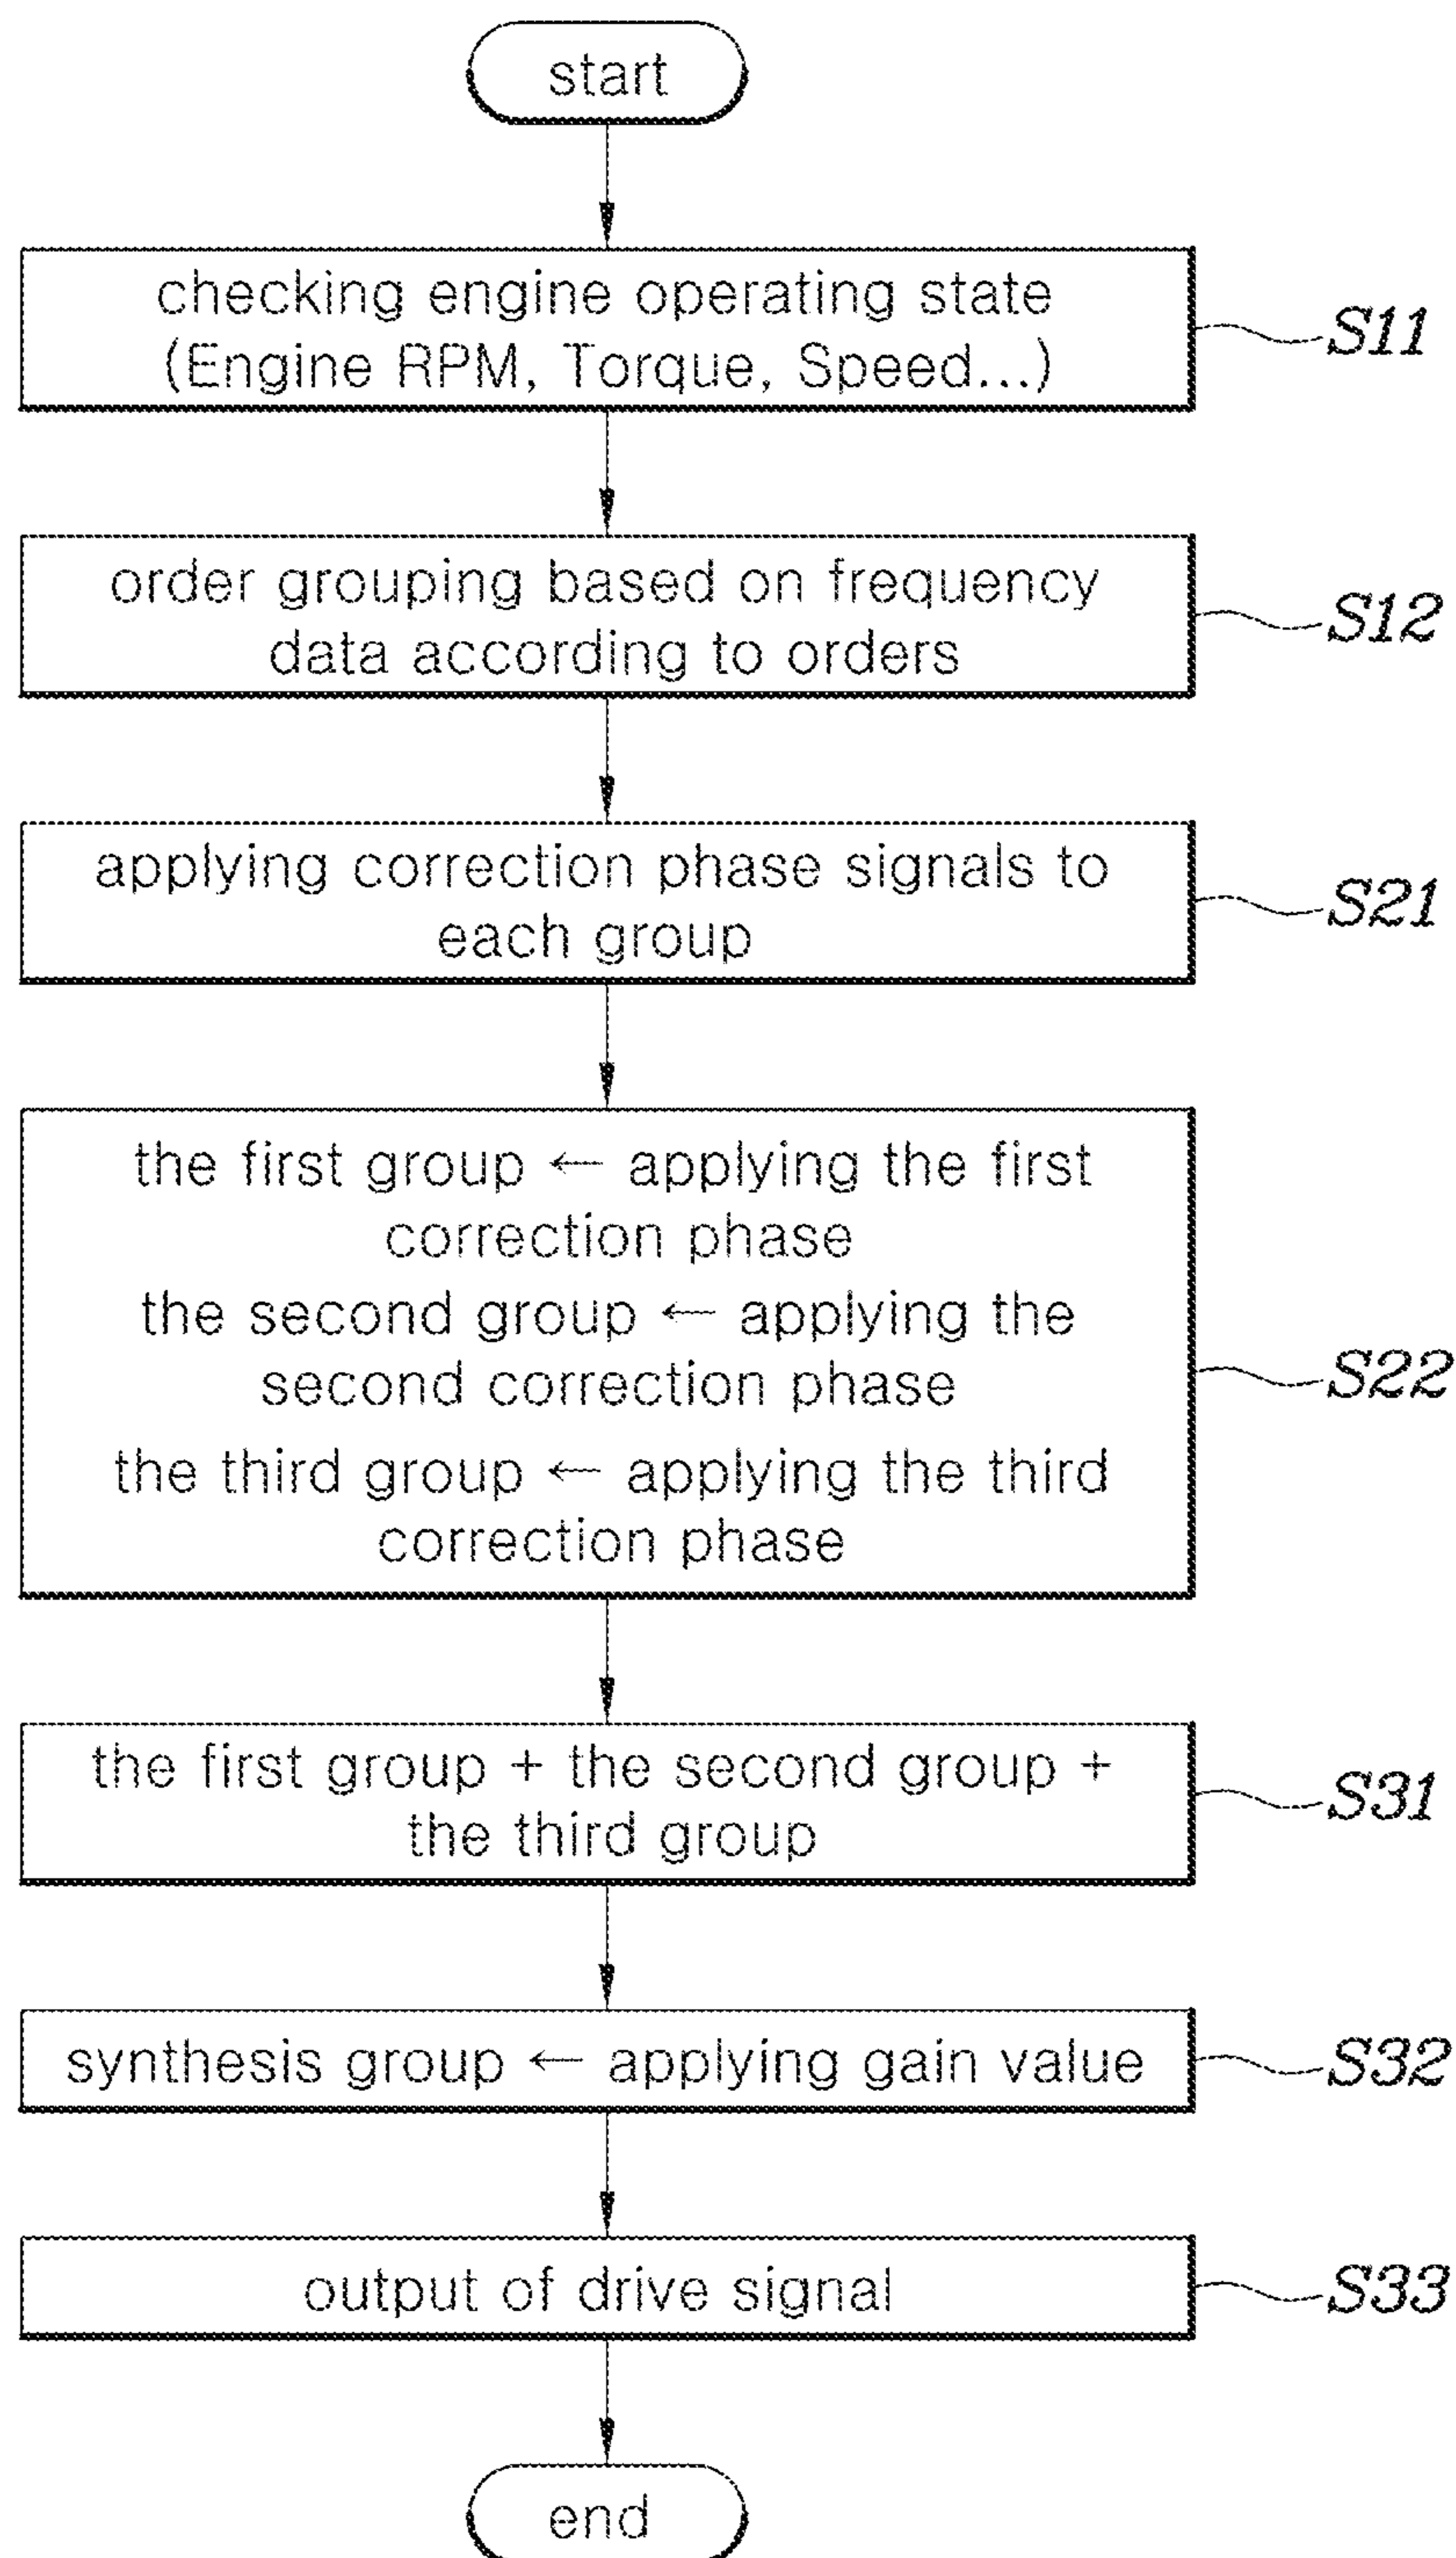 start
checking engine operating state
(Engine RPM, Torque, Speed...)
S11
order grouping based on frequency
data according to orders
S12
applying correction phase signals to
each group
S21
the first group ← applying the first
correction phase
the second group ← applying the
second correction phase
the third group ← applying the third
correction phase
S22
the first group + the second group +
the third group
S31
synthesis group ← applying gain value
S32
output of drive signal
S33
end